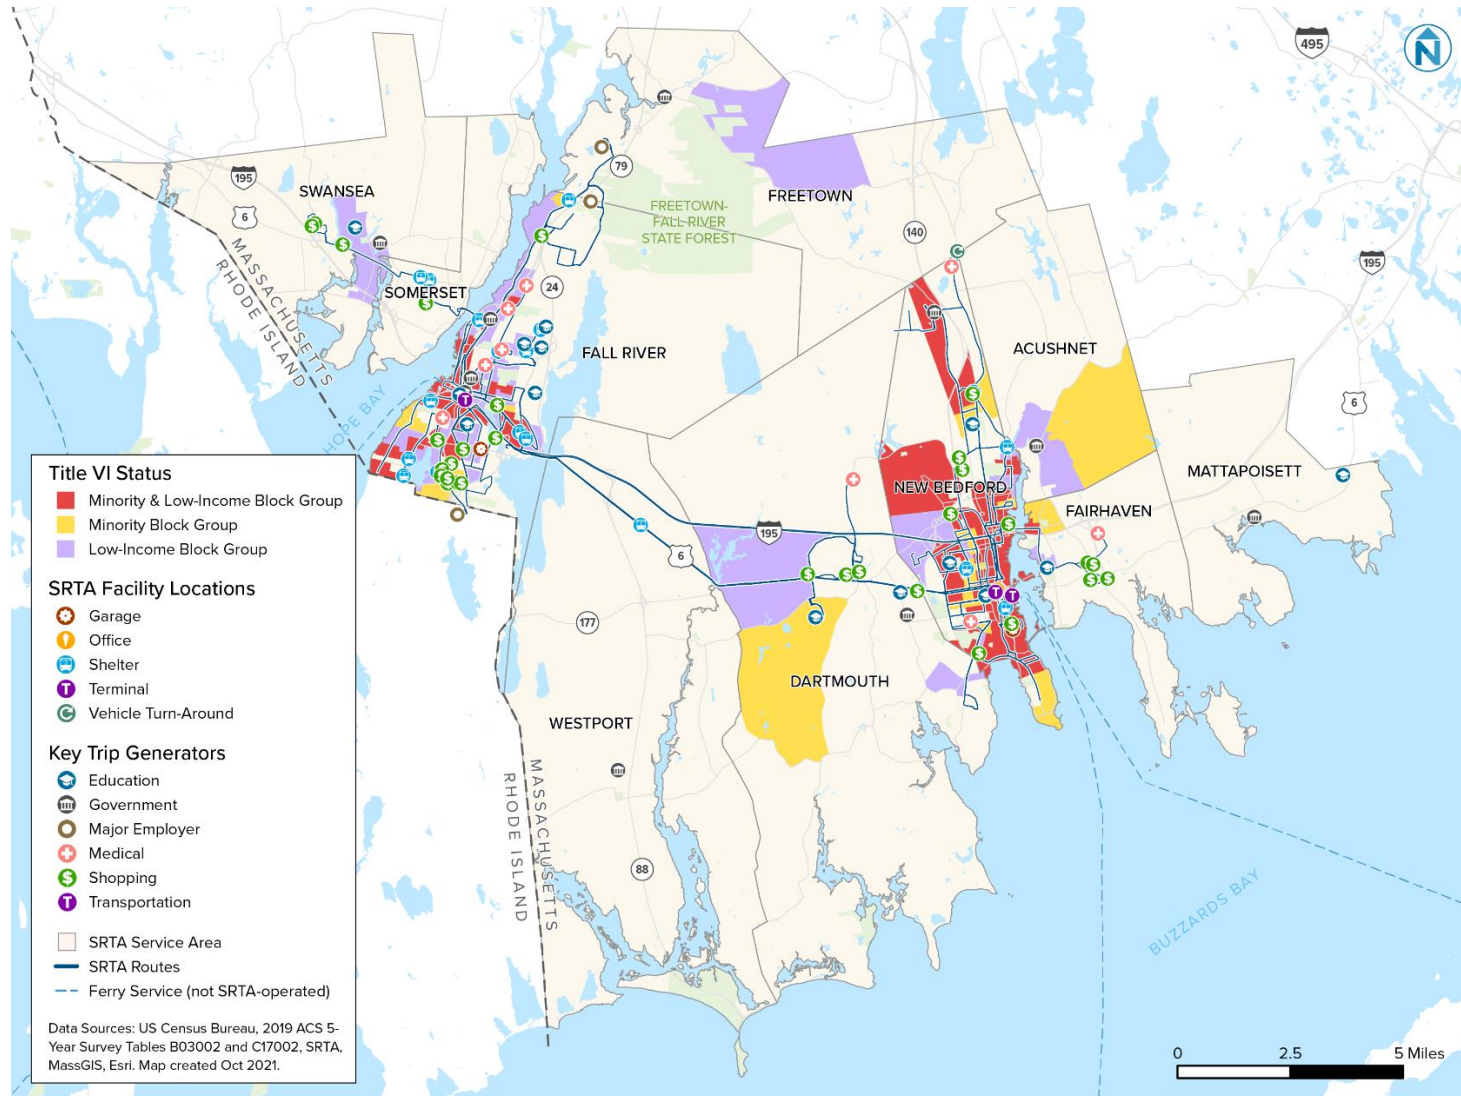 495
N
79
195
SWANSEA
FREETOWN
6
FREETOWN-
FALL RIVER
STATE FOREST
140
195
MASSACHUSETTS
RHODE ISLAND
SOMERSET
24
ACUSHNET
FALL RIVER
6
HOPE BAY
MATTAPOISETT
NEW BEDFORD
FAIRHAVEN
195
6
177
DARTMOUTH
WESTPORT
MASSACHUSETTS
RHODE ISLAND
88
BUZZARDS BAY
Title VI Status
Minority & Low-Income Block Group
Minority Block Group
Low-Income Block Group
SRTA Facility Locations
Garage
Office
Shelter
T Terminal
C Vehicle Turn-Around
Key Trip Generators
Education
Government
Major Employer
Medical
$ Shopping
T Transportation
SRTA Service Area
SRTA Routes
Ferry Service (not SRTA-operated)
Data Sources: US Census Bureau, 2019 ACS 5-
Year Survey Tables B03002 and C17002, SRTA,
MassGIS, Esri. Map created Oct 2021.
0 2.5 5 Miles